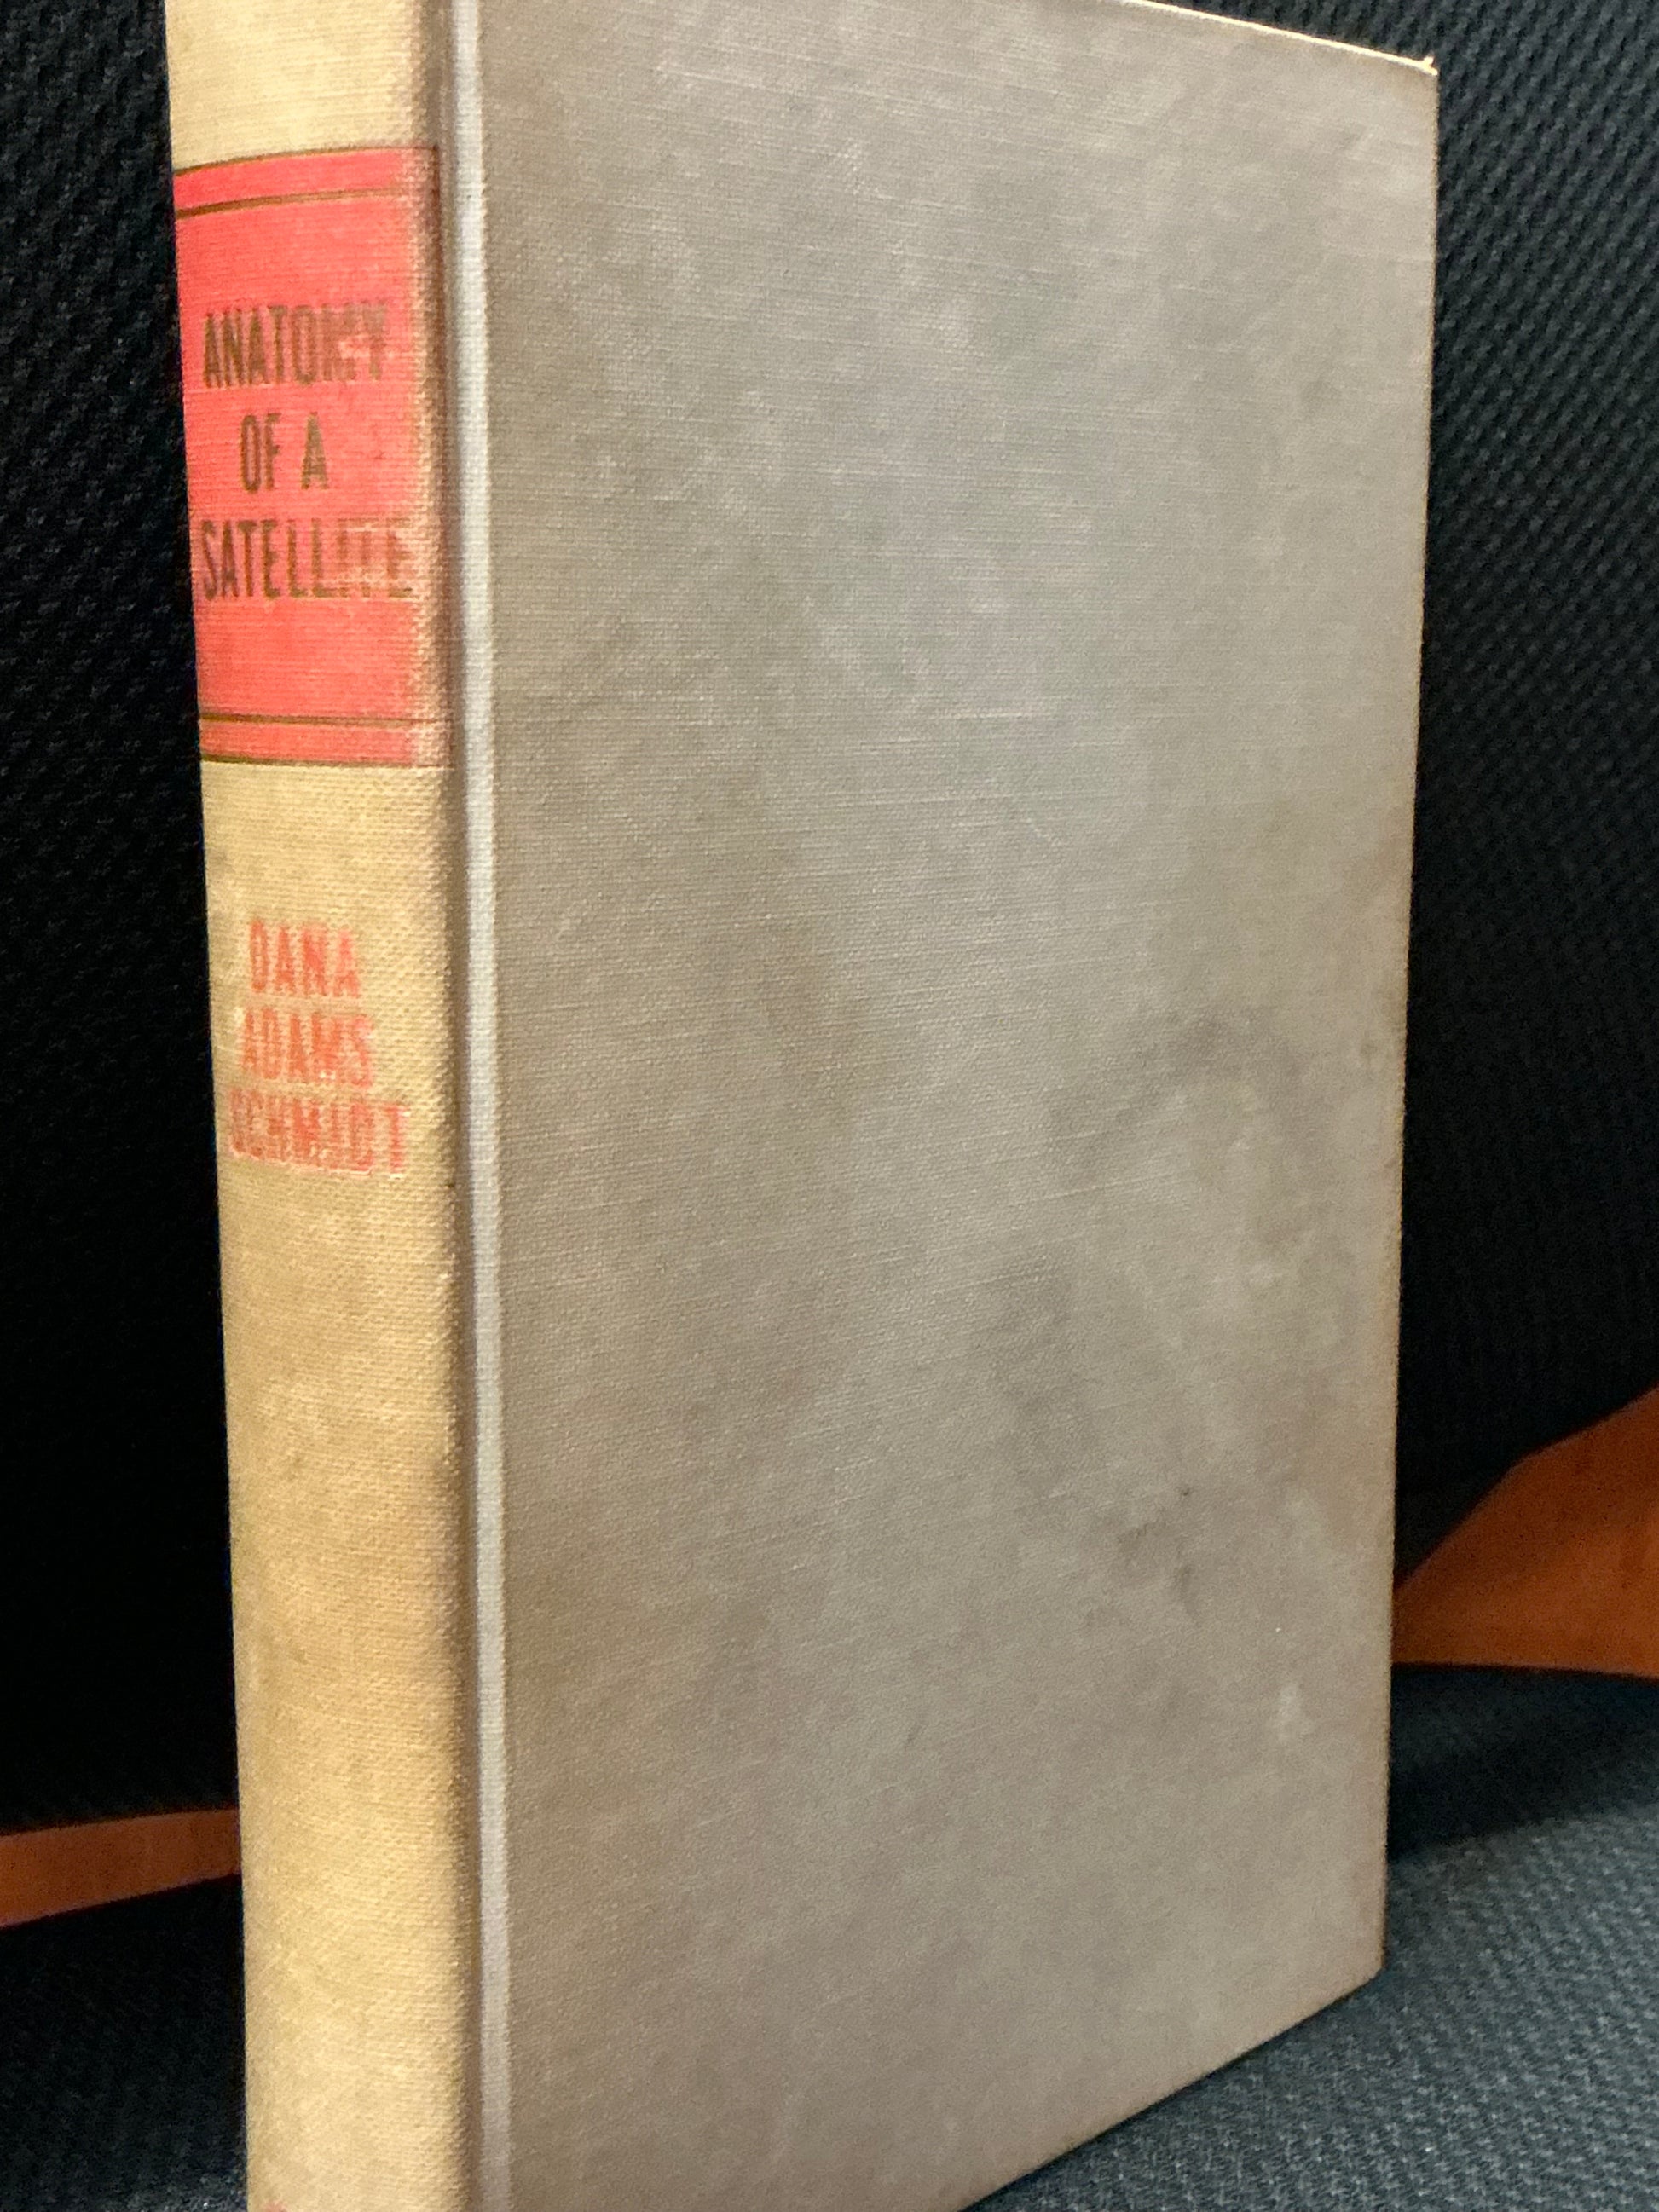 ANATOMY
OF A
SATELLITE
DANA
ADAMS
SCHMIDT